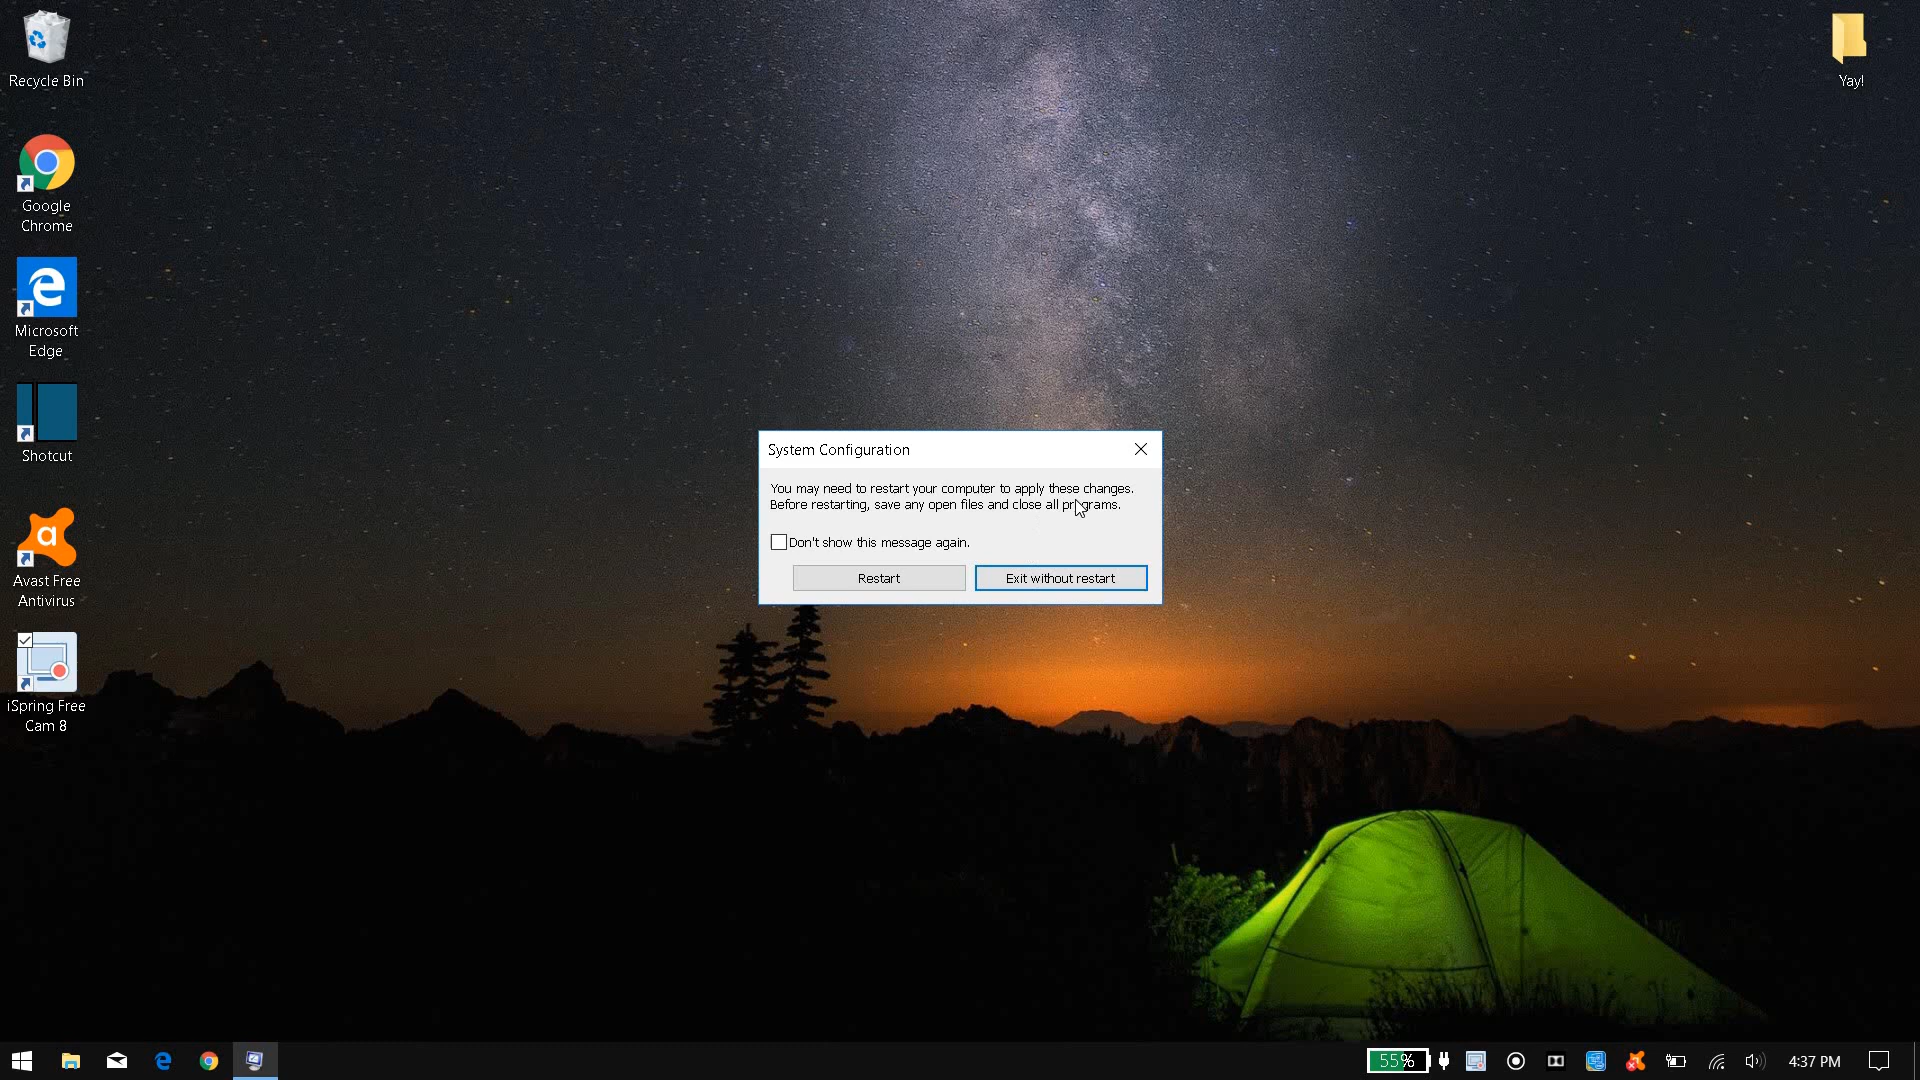 Recycle Bin
Yay!
Google
Chrome
Microsoft
Edge
Shotcut
Avast Free
Antivirus
iSpring Free
Cam 8
System Configuration
You may need to restart your computer to apply these changes.
Before restarting, save any open files and close all programs.
Don't show this message again.
Restart
Exit without restart
55%
4:37 PM